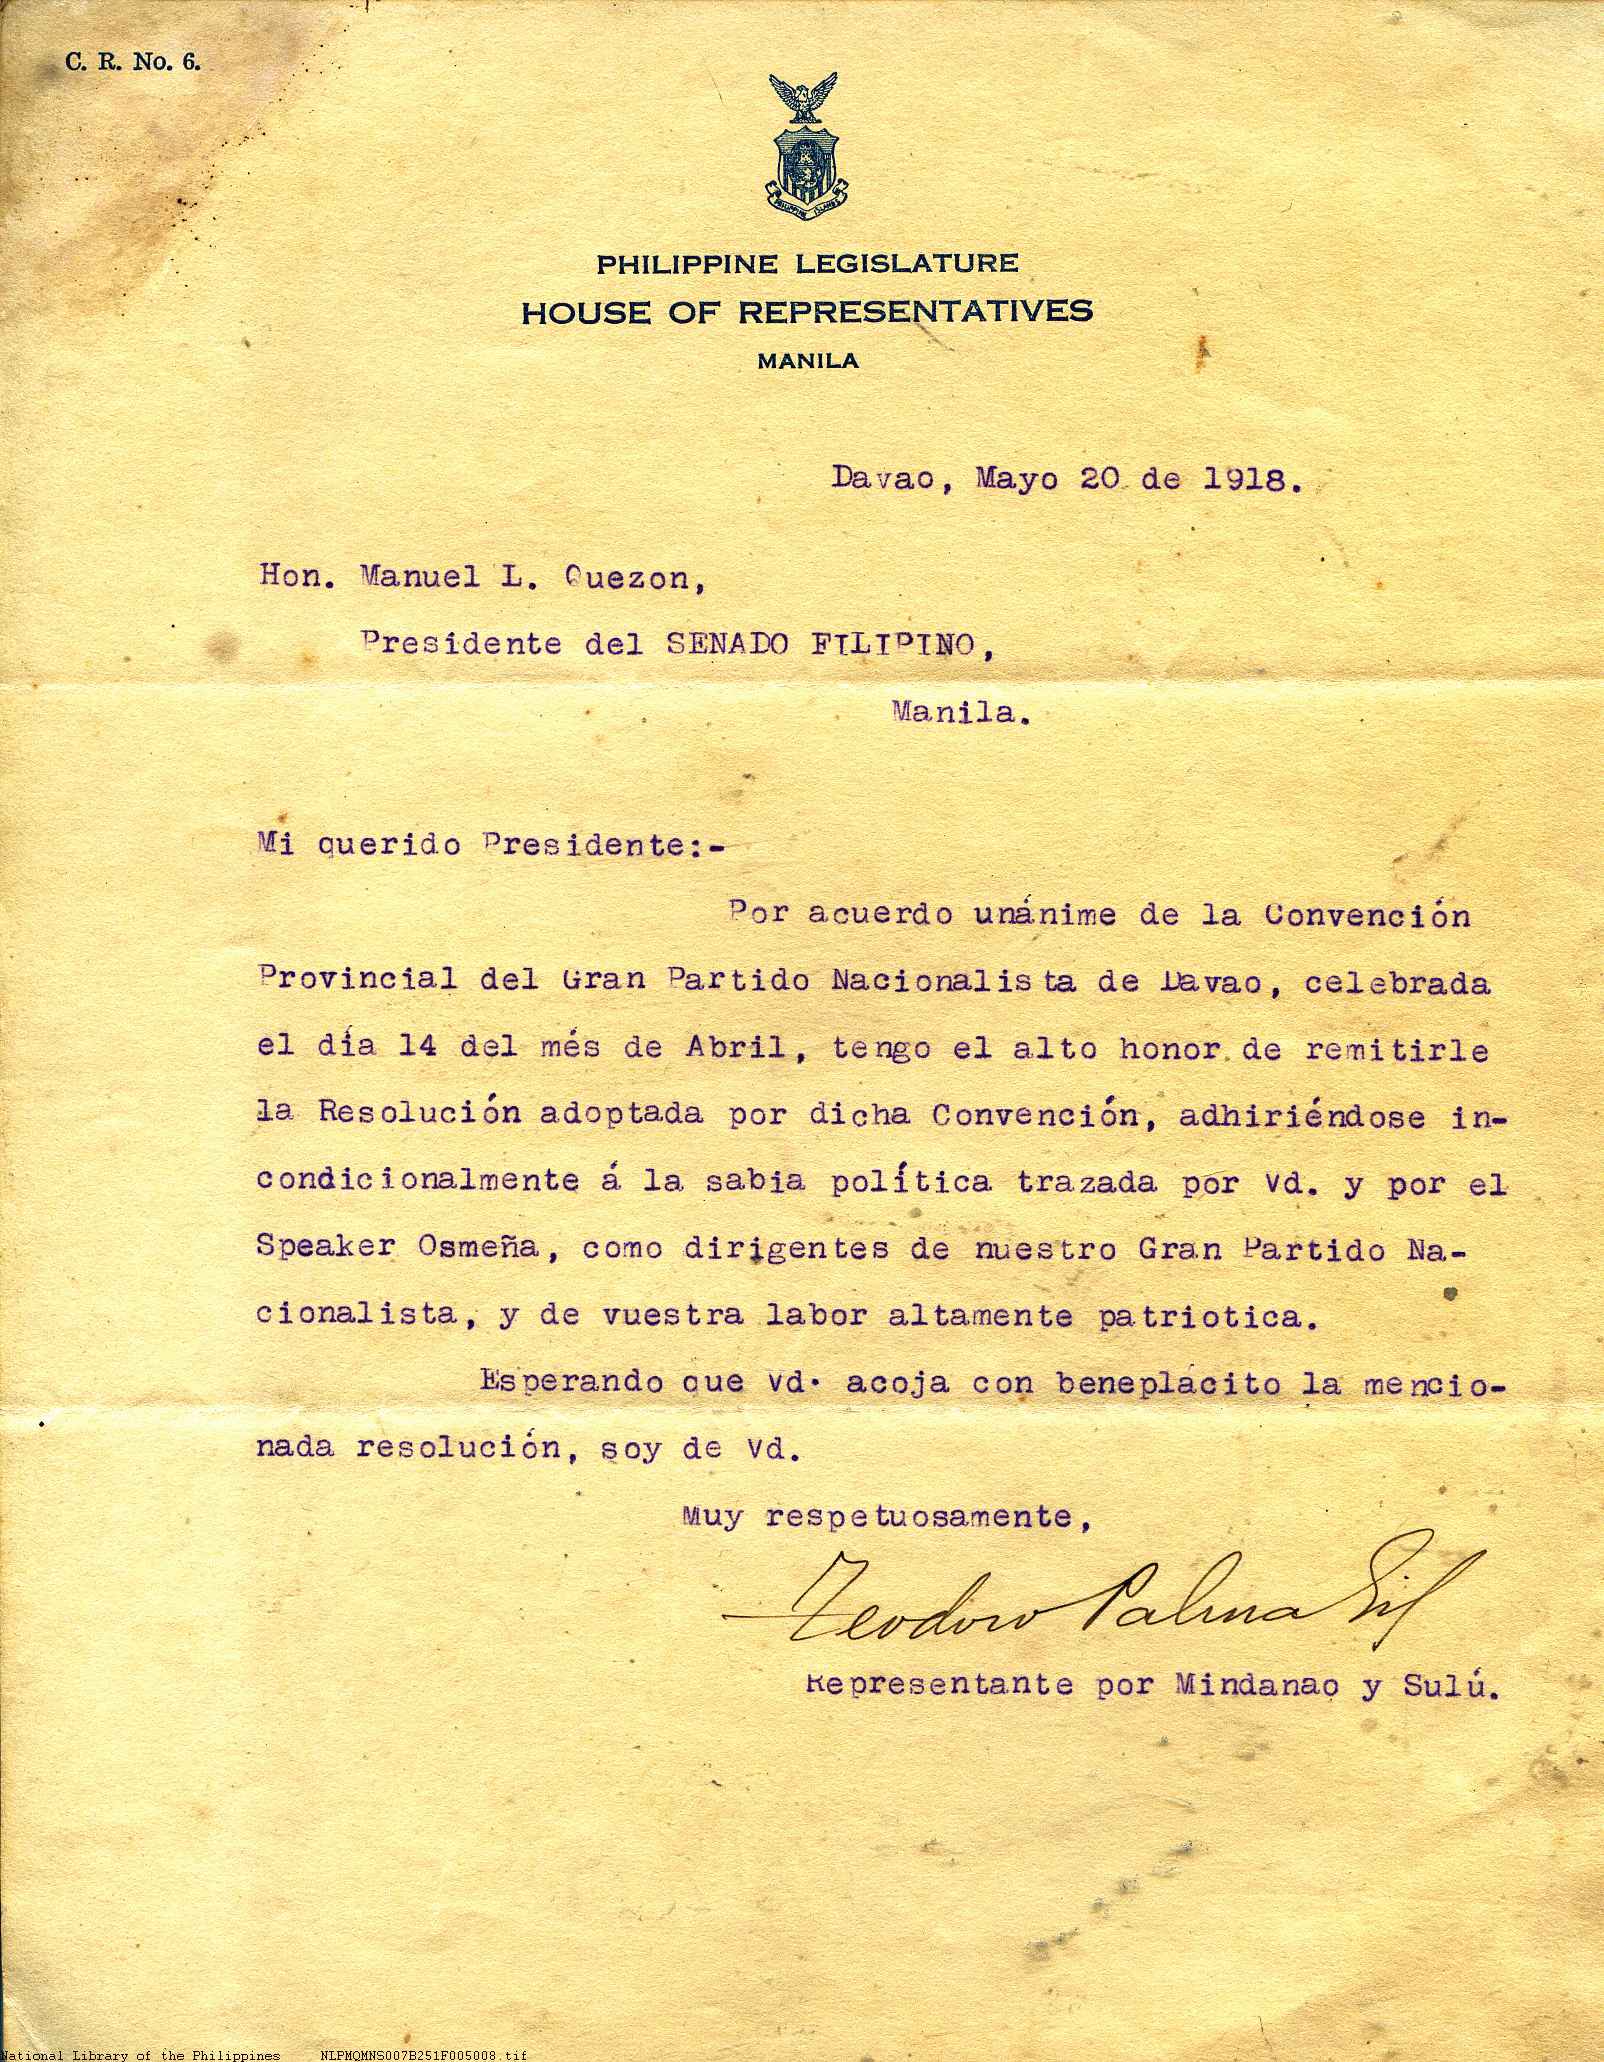 C. R. No. 6.
PHILIPPINE ISLANDS
PHILIPPINE LEGISLATURE
HOUSE OF REPRESENTATIVES
MANILA
Davao, Mayo 20 de 1918.
Hon. Manuel L. Quezon,
Presidente del SENADO FILIPINO,
Manila.
Mi querido Presidente:-
Por acuerdo unánime de la Convención
Provincial del Gran Partido Nacionalista de Davao, celebrada
el día 14 del més de Abril, tengo el alto honor de remitirle
la Resolución adoptada por dicha Convención, adhiriéndose in-
condicionalmente á la sabia política trazada por Vd. y por el
Speaker Osmeña, como dirigentes de nuestro Gran Partido Na-
cionalista, y de vuestra labor altamente patriotica.
Esperando que Vd. acoja con beneplácito la mencio-
nada resolución, soy de Vd.
Muy respetuosamente,
Teodoro Palma Gil
Representante por Mindanao y Sulú.
National Library of the Philippines NLPMQMNS007B251F005008.tif